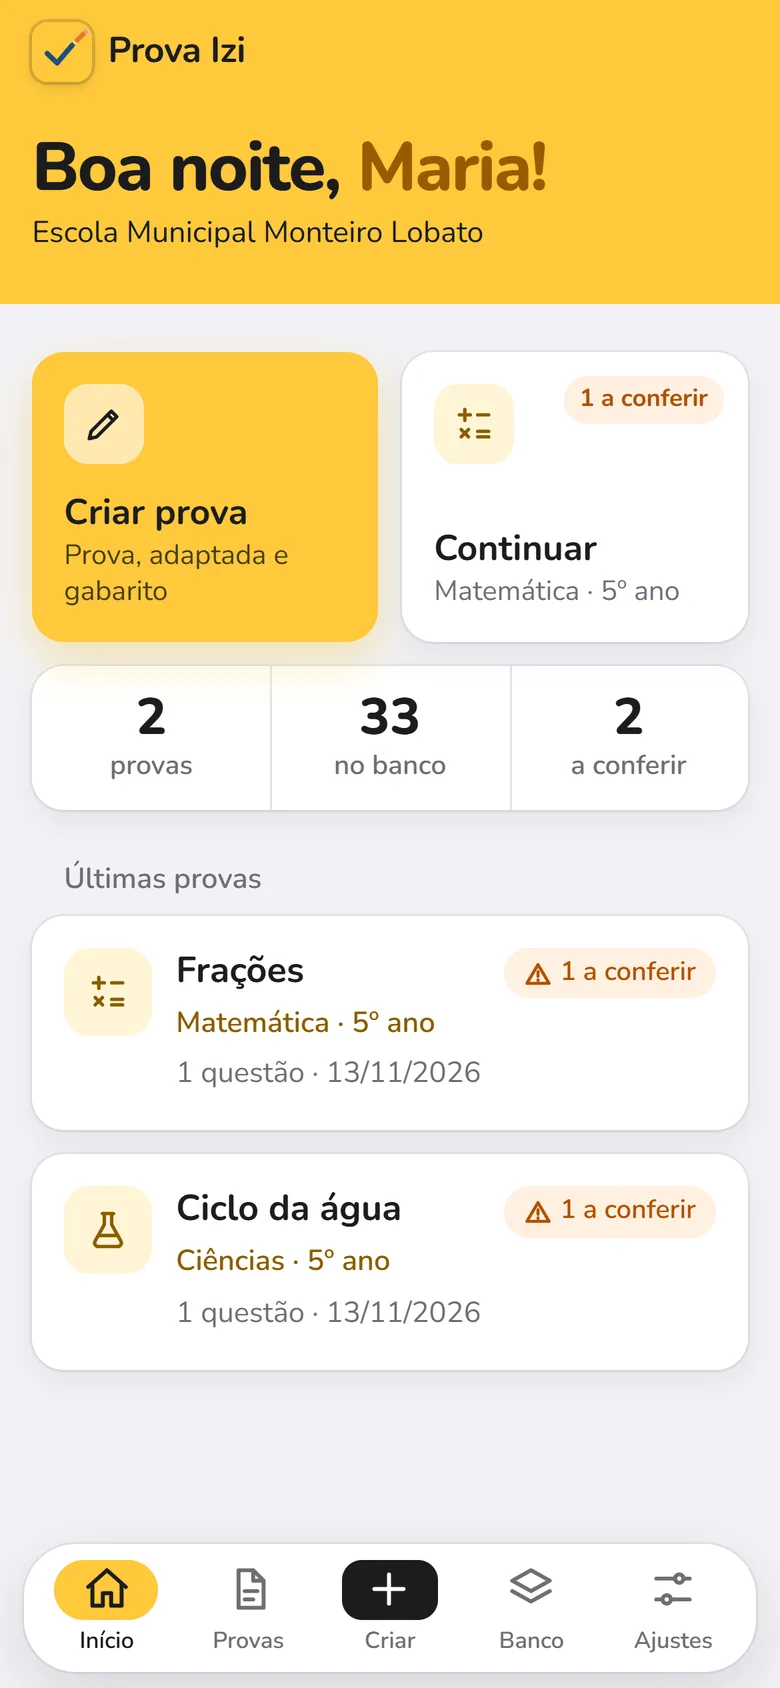 Prova Izi
Boa noite, Maria!
Escola Municipal Monteiro Lobato
Criar prova
Prova, adaptada e
gabarito
1 a conferir
Continuar
Matemática · 5º ano
2
provas
33
no banco
2
a conferir
Últimas provas
Frações
1 a conferir
Matemática · 5º ano
1 questão · 13/11/2026
Ciclo da água
1 a conferir
Ciências · 5º ano
1 questão · 13/11/2026
Início
Provas
Criar
Banco
Ajustes